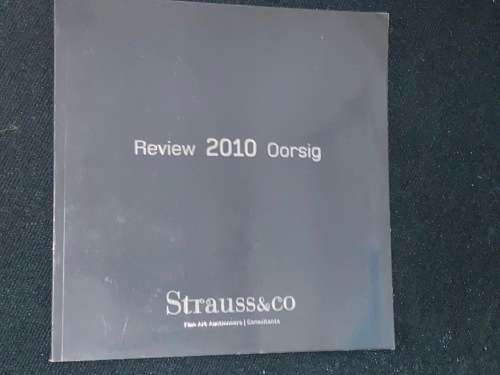 Review 2010 Oorsig
Strauss&co
Fine Art Auctioneers | Consultants